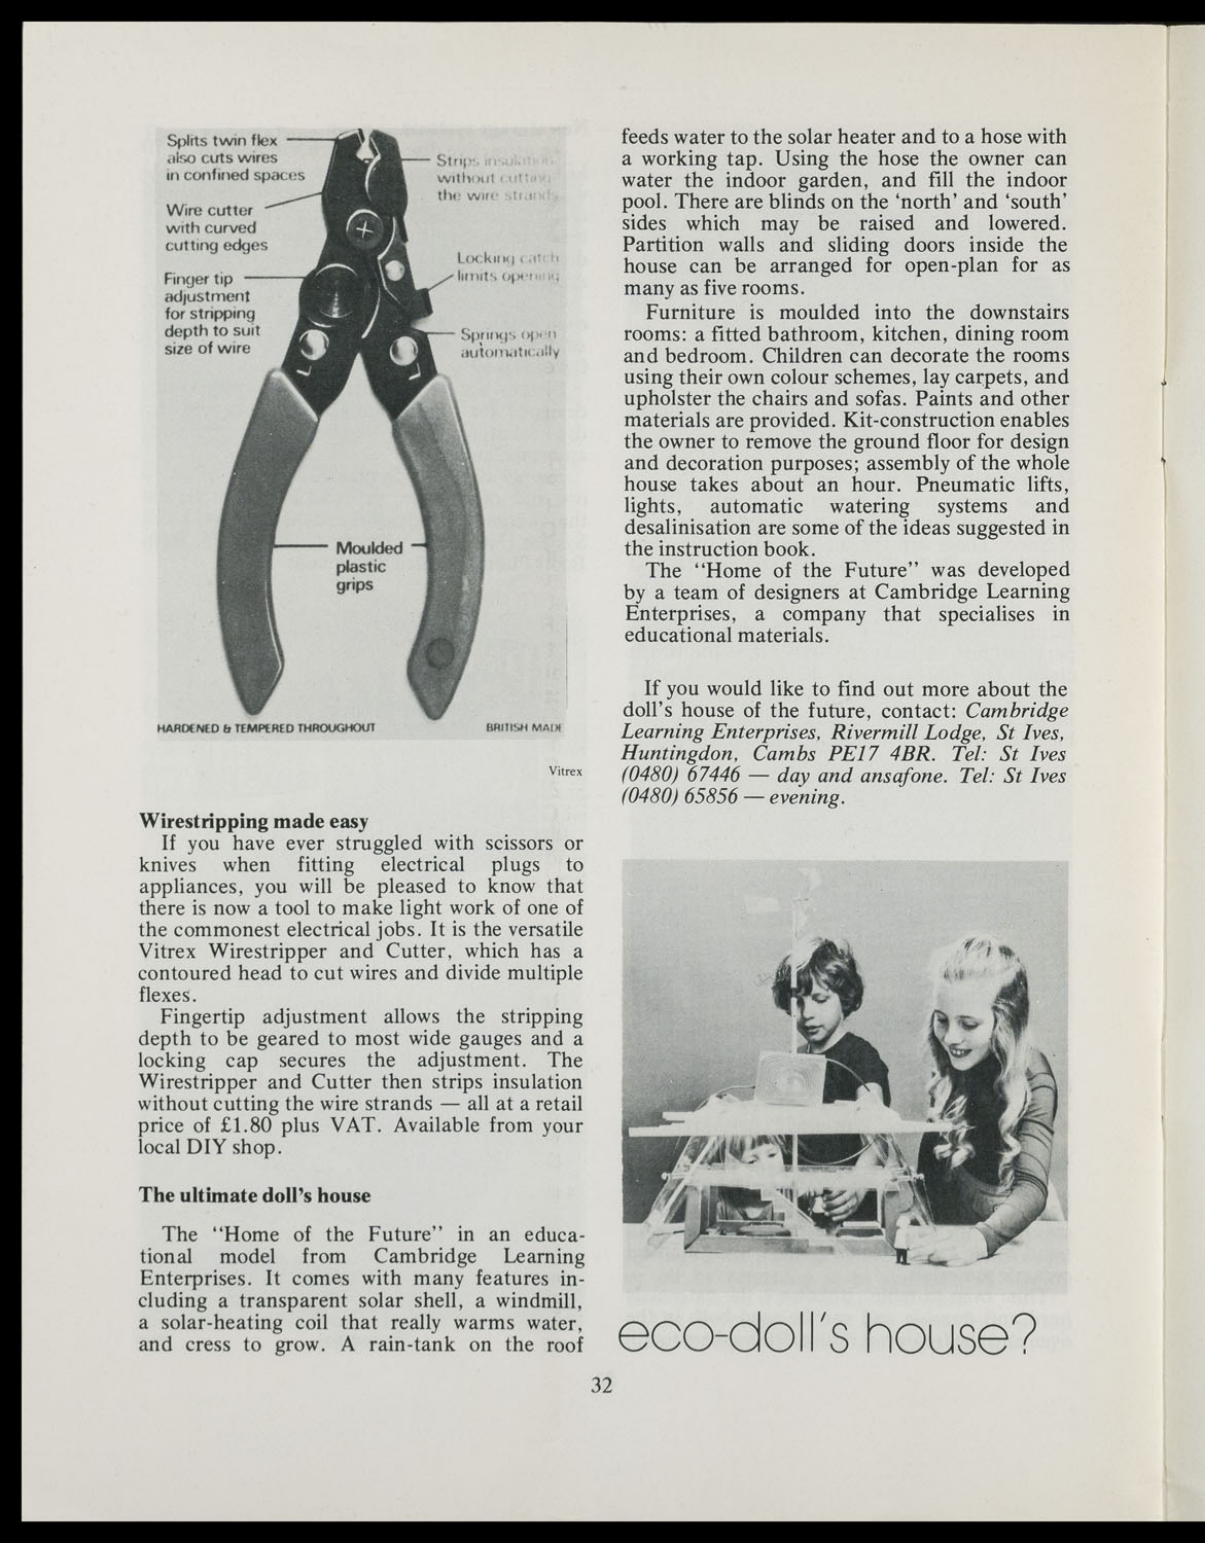 Splits twin flex
also cuts wires
in confined spaces
Wire cutter
with curved
cutting edges
Finger tip
adjustment
for stripping
depth to suit
size of wire
Strips insulation
without cutting
the wire strands
Locking catch
limits opening
Springs open
automatically
Moulded
plastic
grips
HARDENED & TEMPERED THROUGHOUT
BRITISH MADE
Vitrex
Wirestripping made easy
If you have ever struggled with scissors or
knives when fitting electrical plugs to
appliances, you will be pleased to know that
there is now a tool to make light work of one of
the commonest electrical jobs. It is the versatile
Vitrex Wirestripper and Cutter, which has a
contoured head to cut wires and divide multiple
flexes.
Fingertip adjustment allows the stripping
depth to be geared to most wide gauges and a
locking cap secures the adjustment. The
Wirestripper and Cutter then strips insulation
without cutting the wire strands — all at a retail
price of £1.80 plus VAT. Available from your
local DIY shop.
The ultimate doll's house
The "Home of the Future" in an educa-
tional model from Cambridge Learning
Enterprises. It comes with many features in-
cluding a transparent solar shell, a windmill,
a solar-heating coil that really warms water,
and cress to grow. A rain-tank on the roof
feeds water to the solar heater and to a hose with
a working tap. Using the hose the owner can
water the indoor garden, and fill the indoor
pool. There are blinds on the 'north' and 'south'
sides which may be raised and lowered.
Partition walls and sliding doors inside the
house can be arranged for open-plan for as
many as five rooms.
Furniture is moulded into the downstairs
rooms: a fitted bathroom, kitchen, dining room
and bedroom. Children can decorate the rooms
using their own colour schemes, lay carpets, and
upholster the chairs and sofas. Paints and other
materials are provided. Kit-construction enables
the owner to remove the ground floor for design
and decoration purposes; assembly of the whole
house takes about an hour. Pneumatic lifts,
lights, automatic watering systems and
desalinisation are some of the ideas suggested in
the instruction book.
The "Home of the Future" was developed
by a team of designers at Cambridge Learning
Enterprises, a company that specialises in
educational materials.
If you would like to find out more about the
doll's house of the future, contact: Cambridge
Learning Enterprises, Rivermill Lodge, St Ives,
Huntingdon, Cambs PE17 4BR. Tel: St Ives
(0480) 67446 — day and ansafone. Tel: St Ives
(0480) 65856 — evening.
eco-doll's house?
32